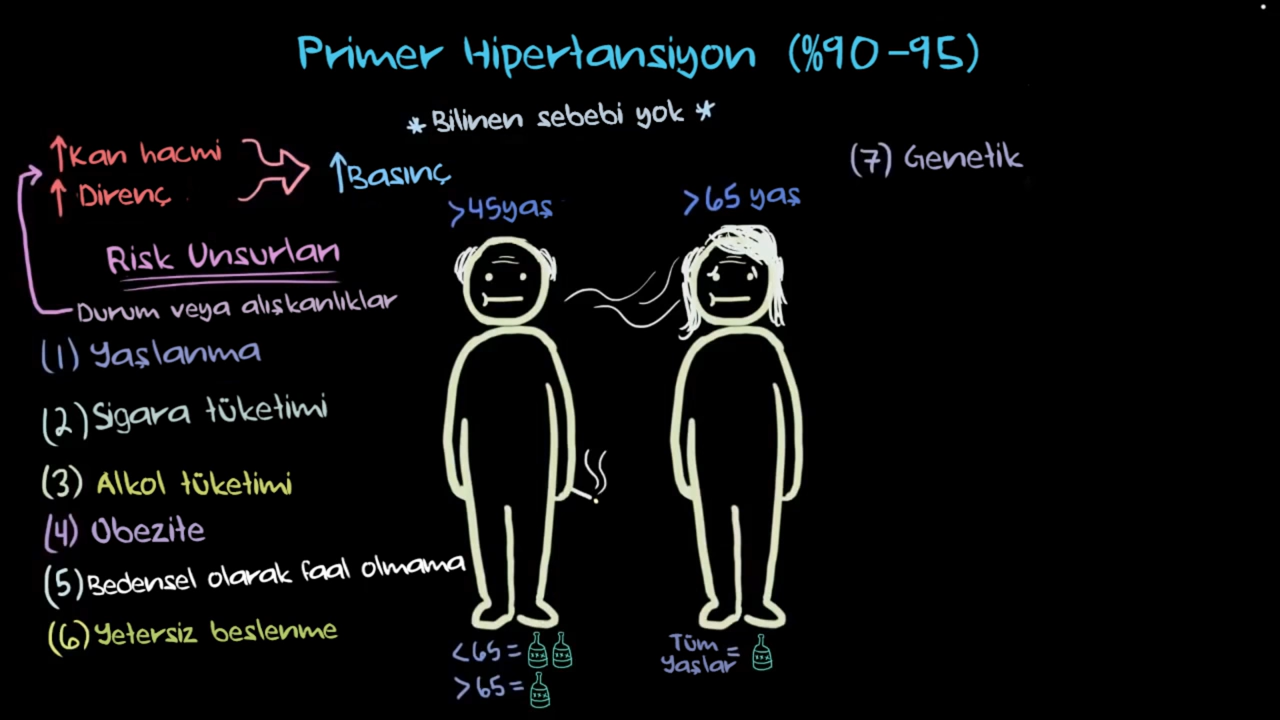 Primer Hipertansiyon (%90-95)
*Bilinen sebebi yok*
↑Kan hacmi
↑Direnç
↑Basınç
Risk Unsurları
Durum veya alışkanlıklar
(1) Yaşlanma
(2) Sigara tüketimi
(3) Alkol tüketimi
(4) Obezite
(5) Bedensel olarak faal olmama
(6) Yetersiz beslenme
>45yaş
>65 yaş
<65=
>65=
Tüm
yaşlar =
(7) Genetik